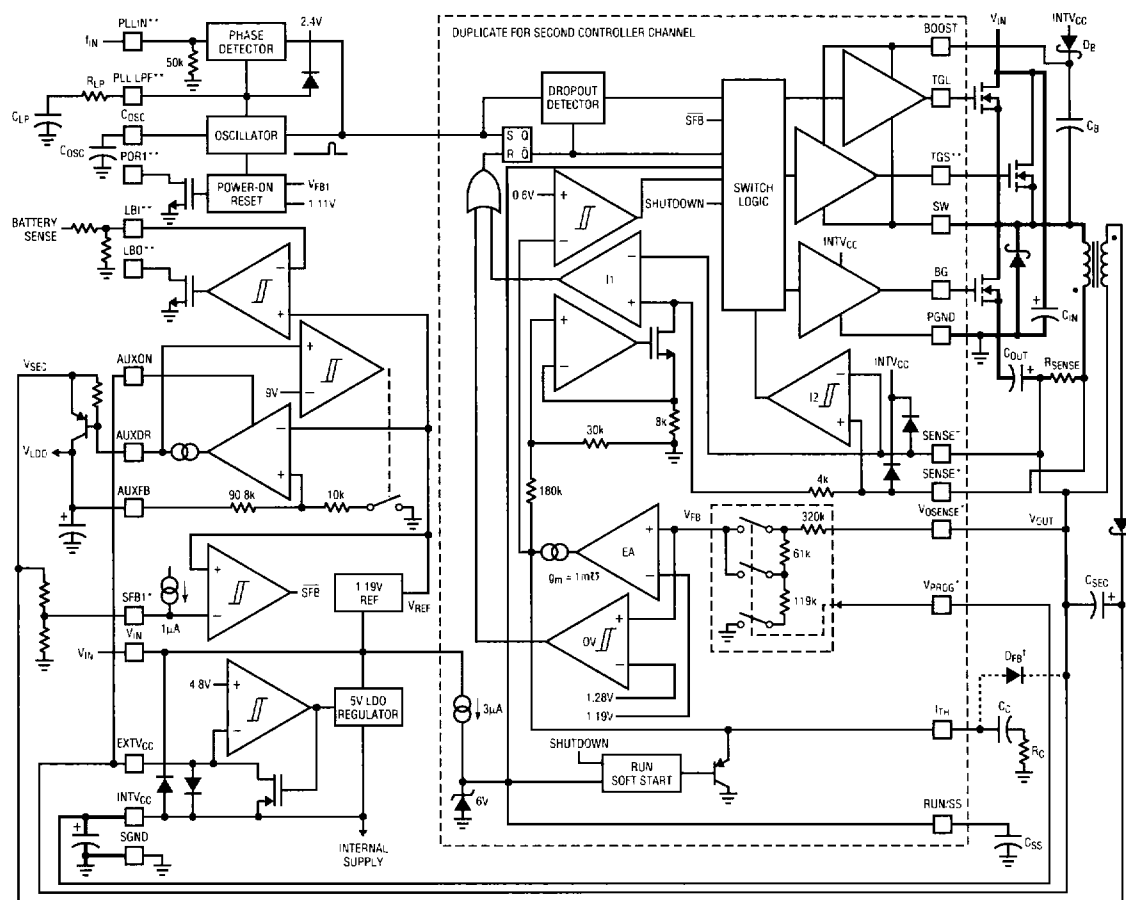 PLLIN**
fIN
PHASE
DETECTOR
2.4V
50k
RLP
PLL LPF**
CLP
COSC
COSC
OSCILLATOR
POR1**
POWER-ON
RESET
VFB1
1.11V
BATTERY
SENSE
LBI**
LBO**
VSEC
AUXON
9V
AUXDR
VLDO
AUXFB
90.8k
10k
SFB1*
1µA
SFB
1.19V
REF
VREF
VIN
VIN
4.8V
5V LDO
REGULATOR
EXTVCC
INTVCC
SGND
INTERNAL
SUPPLY
DUPLICATE FOR SECOND CONTROLLER CHANNEL
DROPOUT
DETECTOR
S Q
R Q
SFB
0.6V
SHUTDOWN
SWITCH
LOGIC
I1
INTVCC
30k
8k
180k
I2
INTVCC
4k
VFB
EA
gm = 1m℧
320k
61k
119k
OV
1.28V
1.19V
3µA
6V
SHUTDOWN
RUN
SOFT START
BOOST
TGL
TGS**
SW
BG
PGND
SENSE-
SENSE+
VOSENSE*
VPROG*
ITH
RUN/SS
VIN
INTVCC
DB
CB
CIN
COUT
RSENSE
VOUT
CSEC
DFB†
CC
RC
CSS